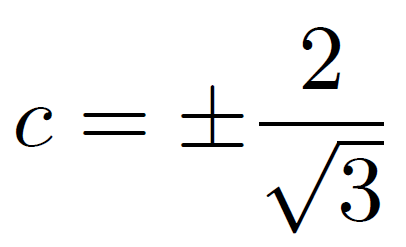 c = ± 2/√3